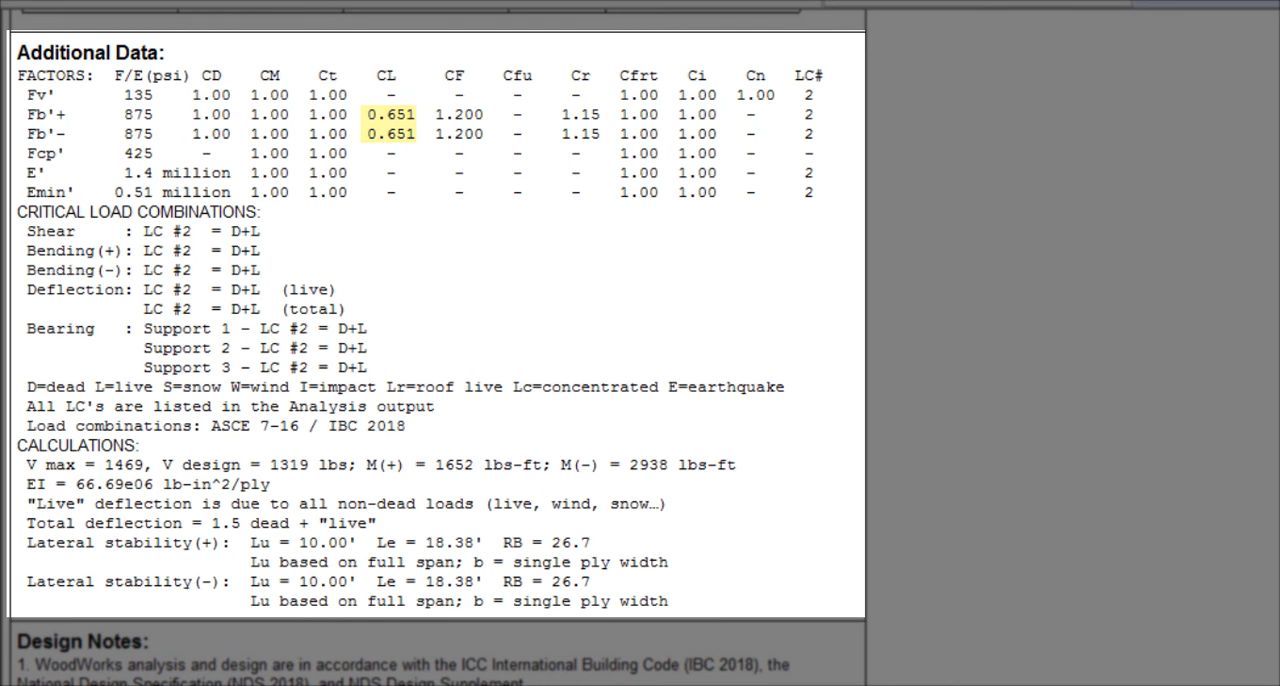 Additional Data:
FACTORS: F/E(psi) CD CM Ct CL CF Cfu Cr Cfrt Ci Cn LC#
Fv' 135 1.00 1.00 1.00 - - - - 1.00 1.00 1.00 2
Fb'+ 875 1.00 1.00 1.00 0.651 1.200 - 1.15 1.00 1.00 - 2
Fb'- 875 1.00 1.00 1.00 0.651 1.200 - 1.15 1.00 1.00 - 2
Fcp' 425 - 1.00 1.00 - - - - 1.00 1.00 - -
E' 1.4 million 1.00 1.00 - - - - 1.00 1.00 - 2
Emin' 0.51 million 1.00 1.00 - - - - 1.00 1.00 - 2
CRITICAL LOAD COMBINATIONS:
Shear : LC #2 = D+L
Bending(+): LC #2 = D+L
Bending(-): LC #2 = D+L
Deflection: LC #2 = D+L (live)
LC #2 = D+L (total)
Bearing : Support 1 - LC #2 = D+L
Support 2 - LC #2 = D+L
Support 3 - LC #2 = D+L
D=dead L=live S=snow W=wind I=impact Lr=roof live Lc=concentrated E=earthquake
All LC's are listed in the Analysis output
Load combinations: ASCE 7-16 / IBC 2018
CALCULATIONS:
V max = 1469, V design = 1319 lbs; M(+) = 1652 lbs-ft; M(-) = 2938 lbs-ft
EI = 66.69e06 lb-in^2/ply
"Live" deflection is due to all non-dead loads (live, wind, snow…)
Total deflection = 1.5 dead + "live"
Lateral stability(+): Lu = 10.00' Le = 18.38' RB = 26.7
Lu based on full span; b = single ply width
Lateral stability(-): Lu = 10.00' Le = 18.38' RB = 26.7
Lu based on full span; b = single ply width
Design Notes:
1. WoodWorks analysis and design are in accordance with the ICC International Building Code (IBC 2018), the
National Design Specification (NDS 2018), and NDS Design Supplement